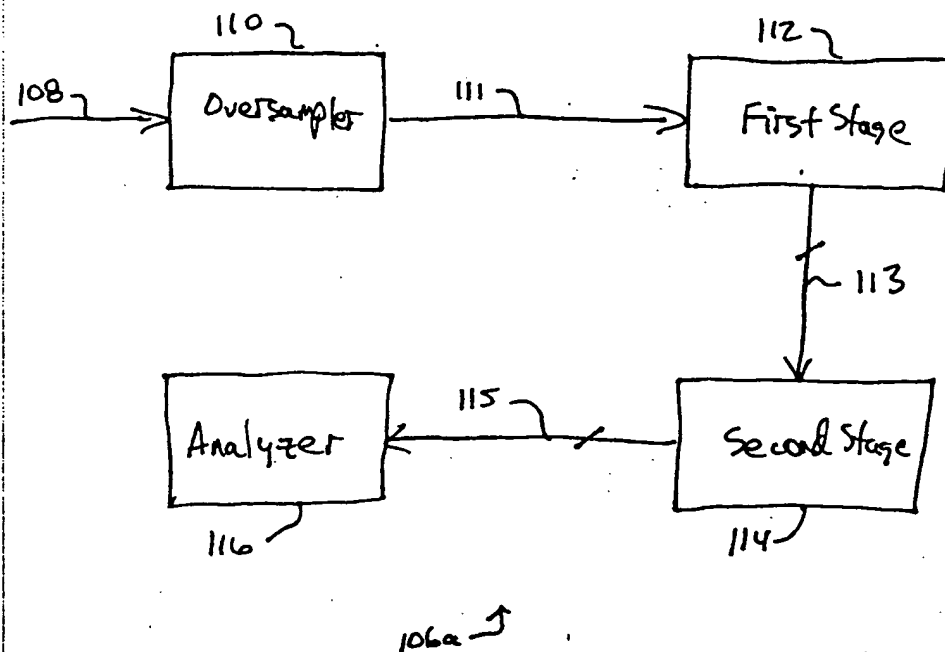 110
112
108
Oversampler
111
First Stage
113
115
Analyzer
Second Stage
116
114
106a